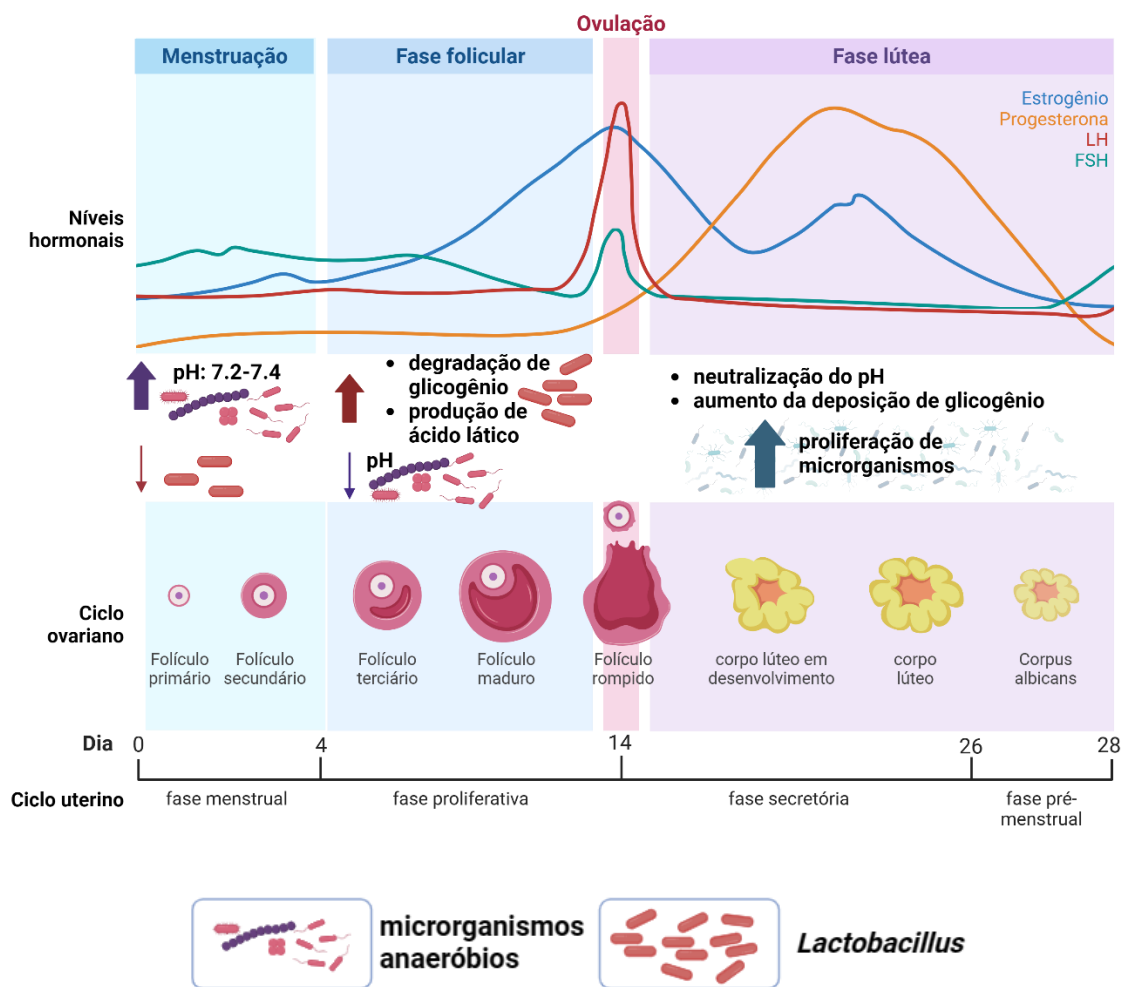 Ovulação
Menstruação
Fase folicular
Fase lútea
Estrogênio
Progesterona
LH
FSH
Níveis
hormonais
pH: 7.2-7.4
• degradação de
glicogênio
• produção de
ácido lático
pH
• neutralização do pH
• aumento da deposição de glicogênio
proliferação de
microrganismos
Ciclo
ovariano
Folículo
primário
Folículo
secundário
Folículo
terciário
Folículo
maduro
Folículo
rompido
corpo lúteo em
desenvolvimento
corpo
lúteo
Corpus
albicans
Dia
0
4
14
26
28
Ciclo uterino
fase menstrual
fase proliferativa
fase secretória
fase pré-
menstrual
microrganismos
anaeróbios
Lactobacillus